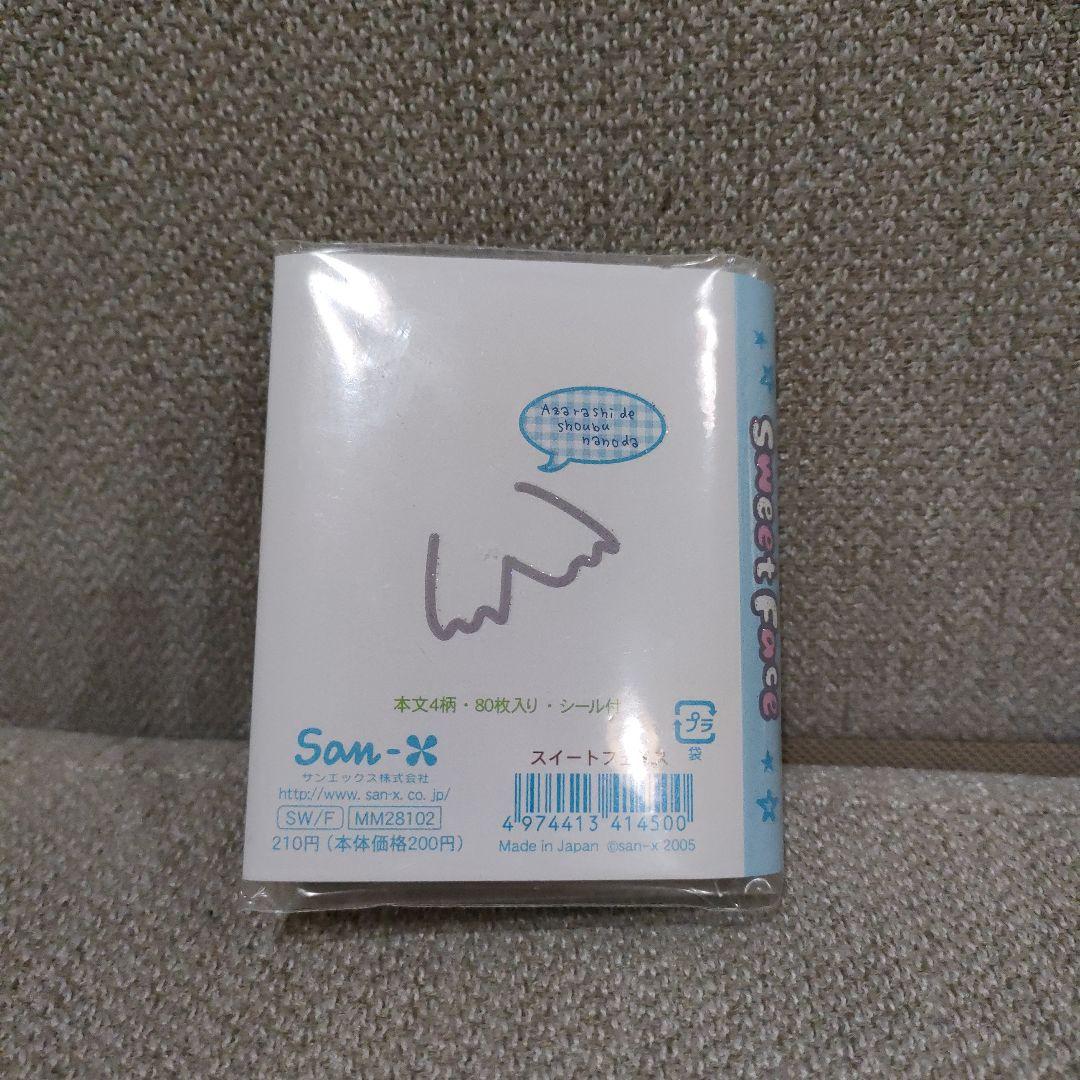 Azarashi de
shoubu
nanoda
Sweet Face
本文4柄・80枚入り・シール付
プラ
袋
San-X
サンエックス株式会社
http://www.san-x.co.jp/
SW/F MM28102
210円(本体価格200円)
スイートフェイス
4 974413 414500
Made in Japan ©san-x 2005